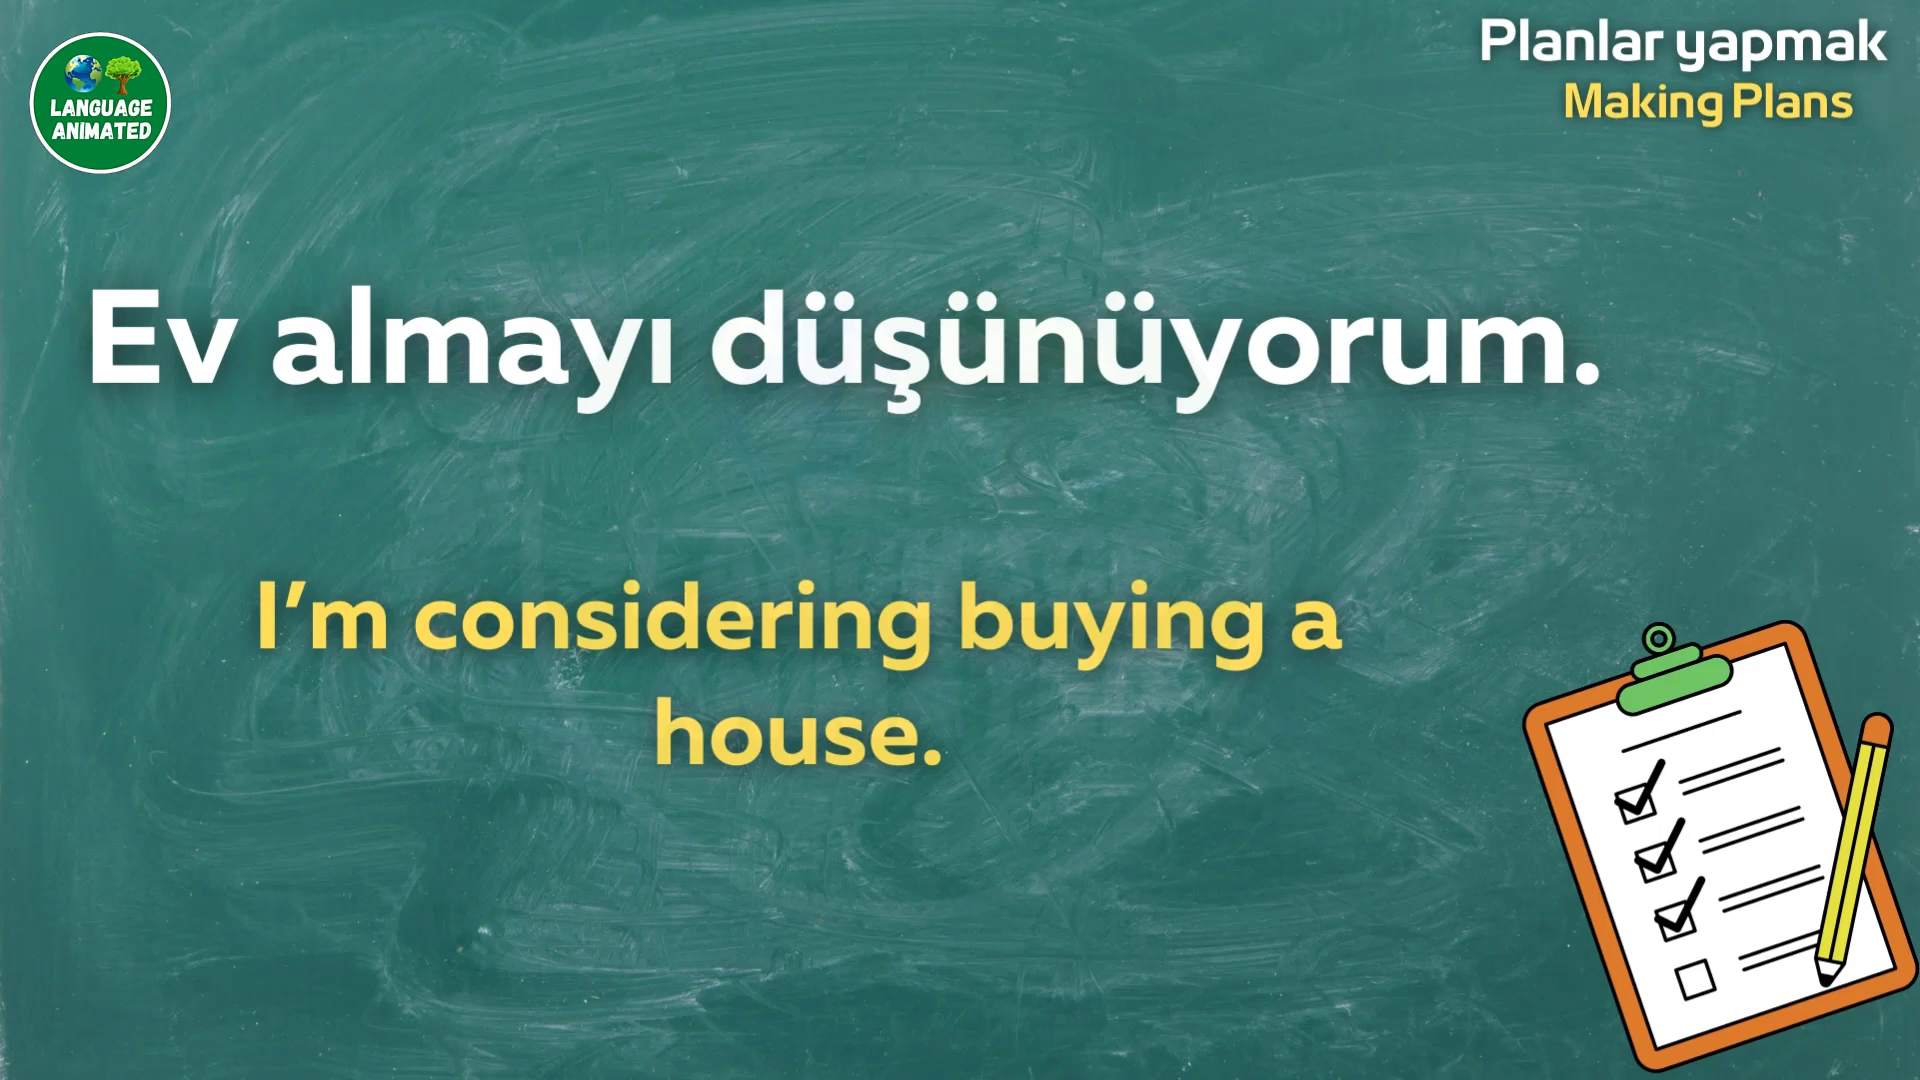 LANGUAGE
ANIMATED
Planlar yapmak
Making Plans
Ev almayı düşünüyorum.
I’m considering buying a
house.